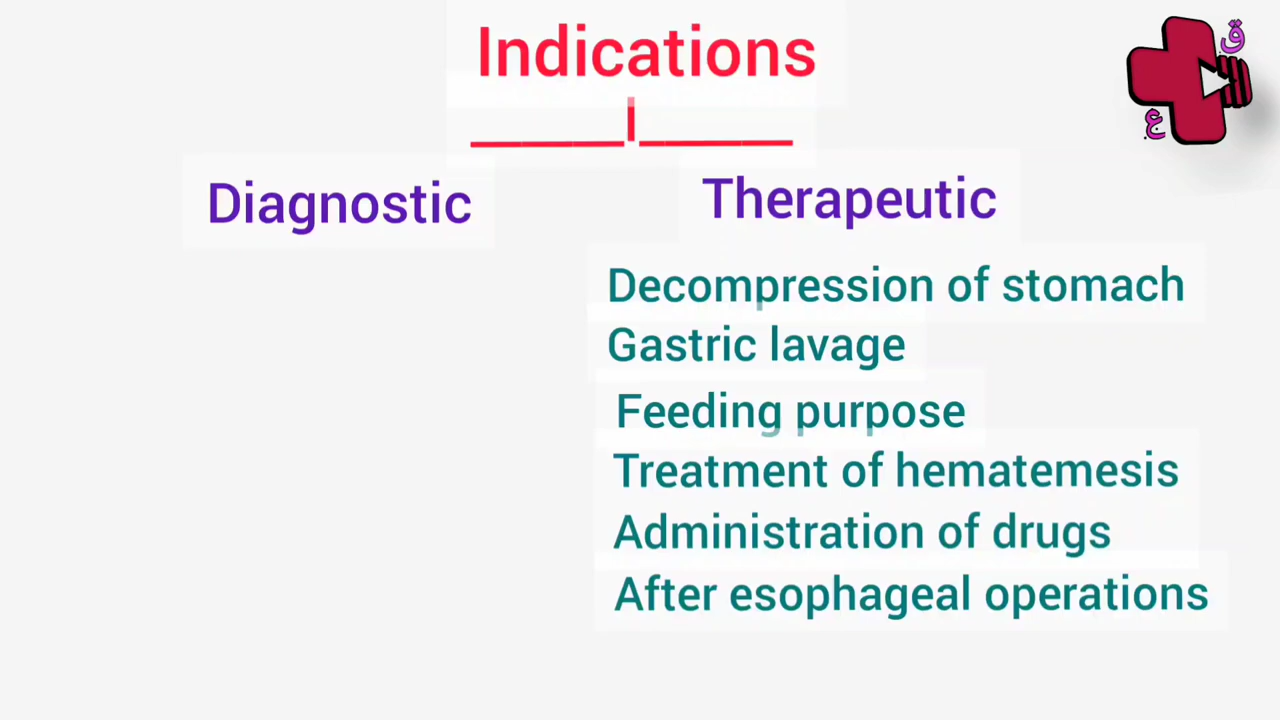 Indications
Diagnostic
Therapeutic
Decompression of stomach
Gastric lavage
Feeding purpose
Treatment of hematemesis
Administration of drugs
After esophageal operations
ق
ع